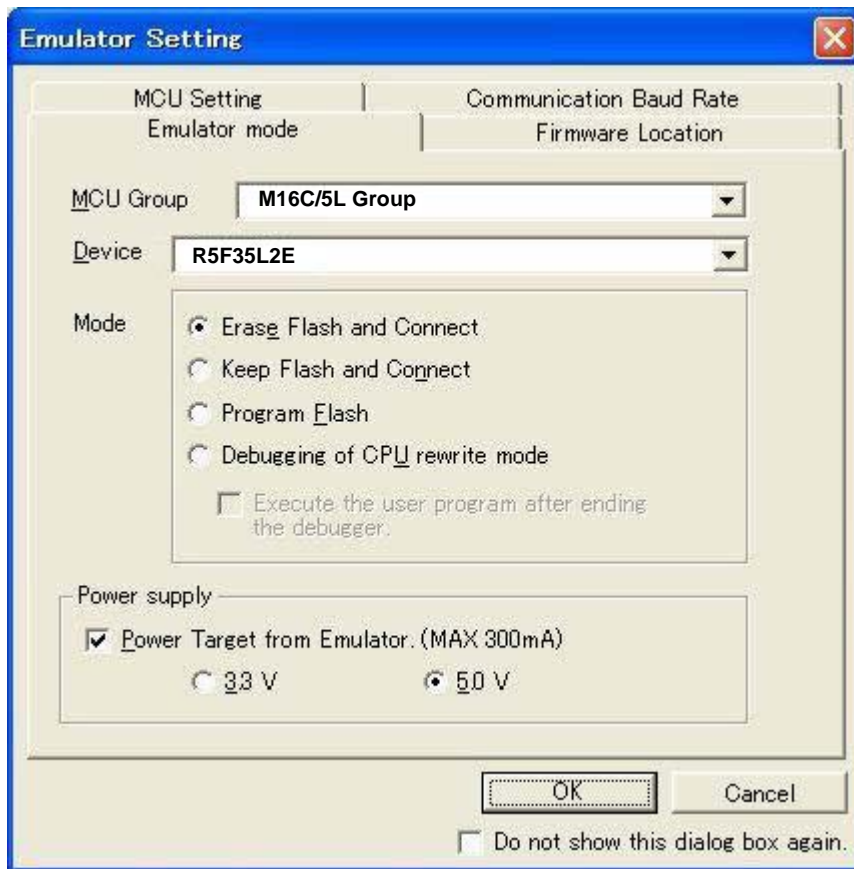 Emulator Setting
MCU Setting
Communication Baud Rate
Emulator mode
Firmware Location
MCU Group
M16C/5L Group
Device
R5F35L2E
Mode
Erase Flash and Connect
Keep Flash and Connect
Program Flash
Debugging of CPU rewrite mode
Execute the user program after ending
the debugger.
Power supply
Power Target from Emulator. (MAX 300mA)
3.3 V
5.0 V
OK
Cancel
Do not show this dialog box again.